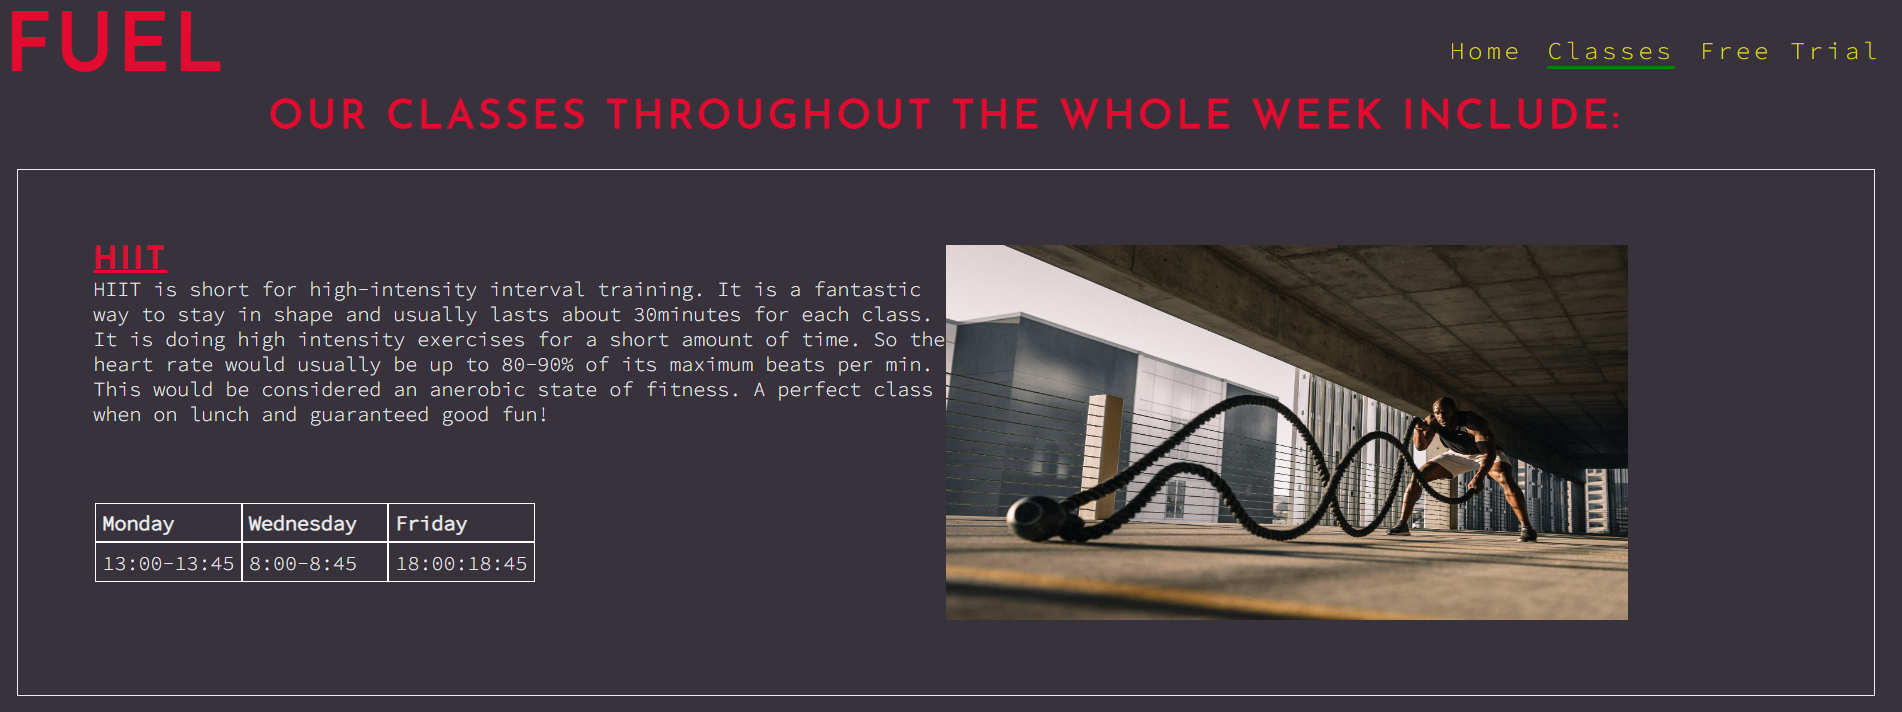 FUEL
Home Classes Free Trial
OUR CLASSES THROUGHOUT THE WHOLE WEEK INCLUDE:
HIIT
HIIT is short for high-intensity interval training. It is a fantastic
way to stay in shape and usually lasts about 30minutes for each class.
It is doing high intensity exercises for a short amount of time. So the
heart rate would usually be up to 80-90% of its maximum beats per min.
This would be considered an anerobic state of fitness. A perfect class
when on lunch and guaranteed good fun!
Monday Wednesday Friday
13:00-13:45 8:00-8:45 18:00:18:45